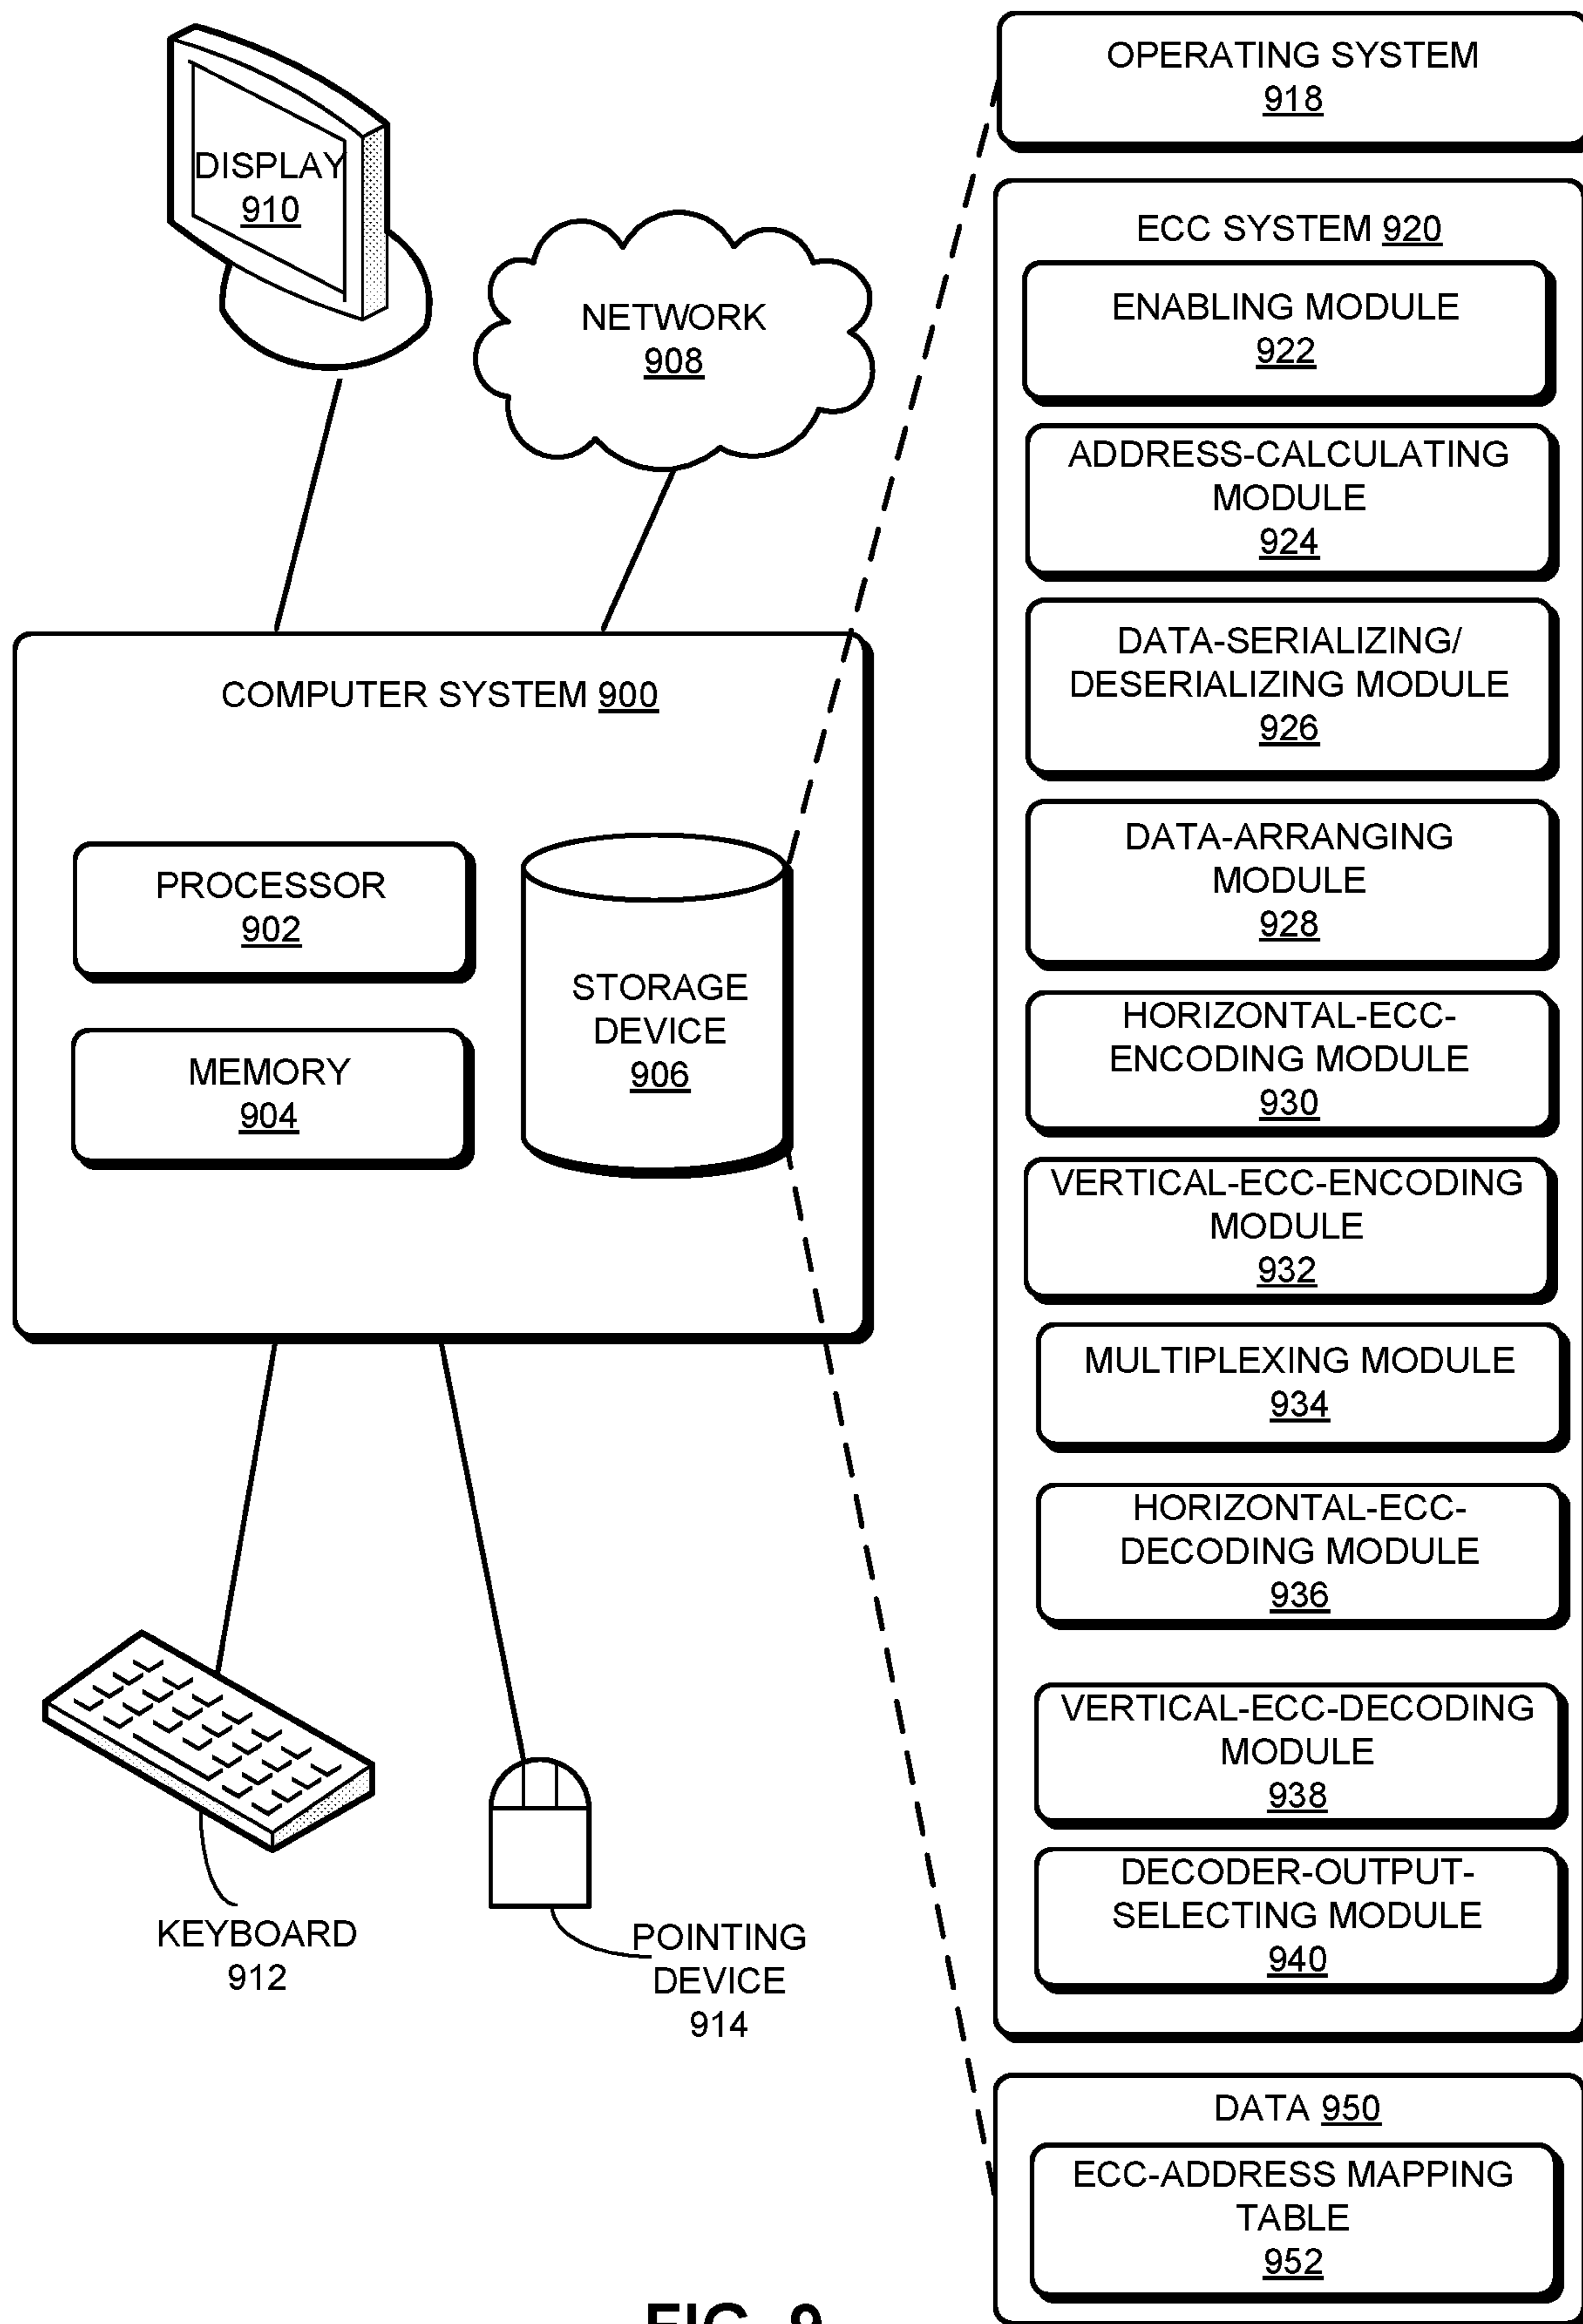 DISPLAY
910
NETWORK
908
COMPUTER SYSTEM 900
PROCESSOR
902
MEMORY
904
STORAGE
DEVICE
906
KEYBOARD
912
POINTING
DEVICE
914
OPERATING SYSTEM
918
ECC SYSTEM 920
ENABLING MODULE
922
ADDRESS-CALCULATING
MODULE
924
DATA-SERIALIZING/
DESERIALIZING MODULE
926
DATA-ARRANGING
MODULE
928
HORIZONTAL-ECC-
ENCODING MODULE
930
VERTICAL-ECC-ENCODING
MODULE
932
MULTIPLEXING MODULE
934
HORIZONTAL-ECC-
DECODING MODULE
936
VERTICAL-ECC-DECODING
MODULE
938
DECODER-OUTPUT-
SELECTING MODULE
940
DATA 950
ECC-ADDRESS MAPPING
TABLE
952
FIG. 9